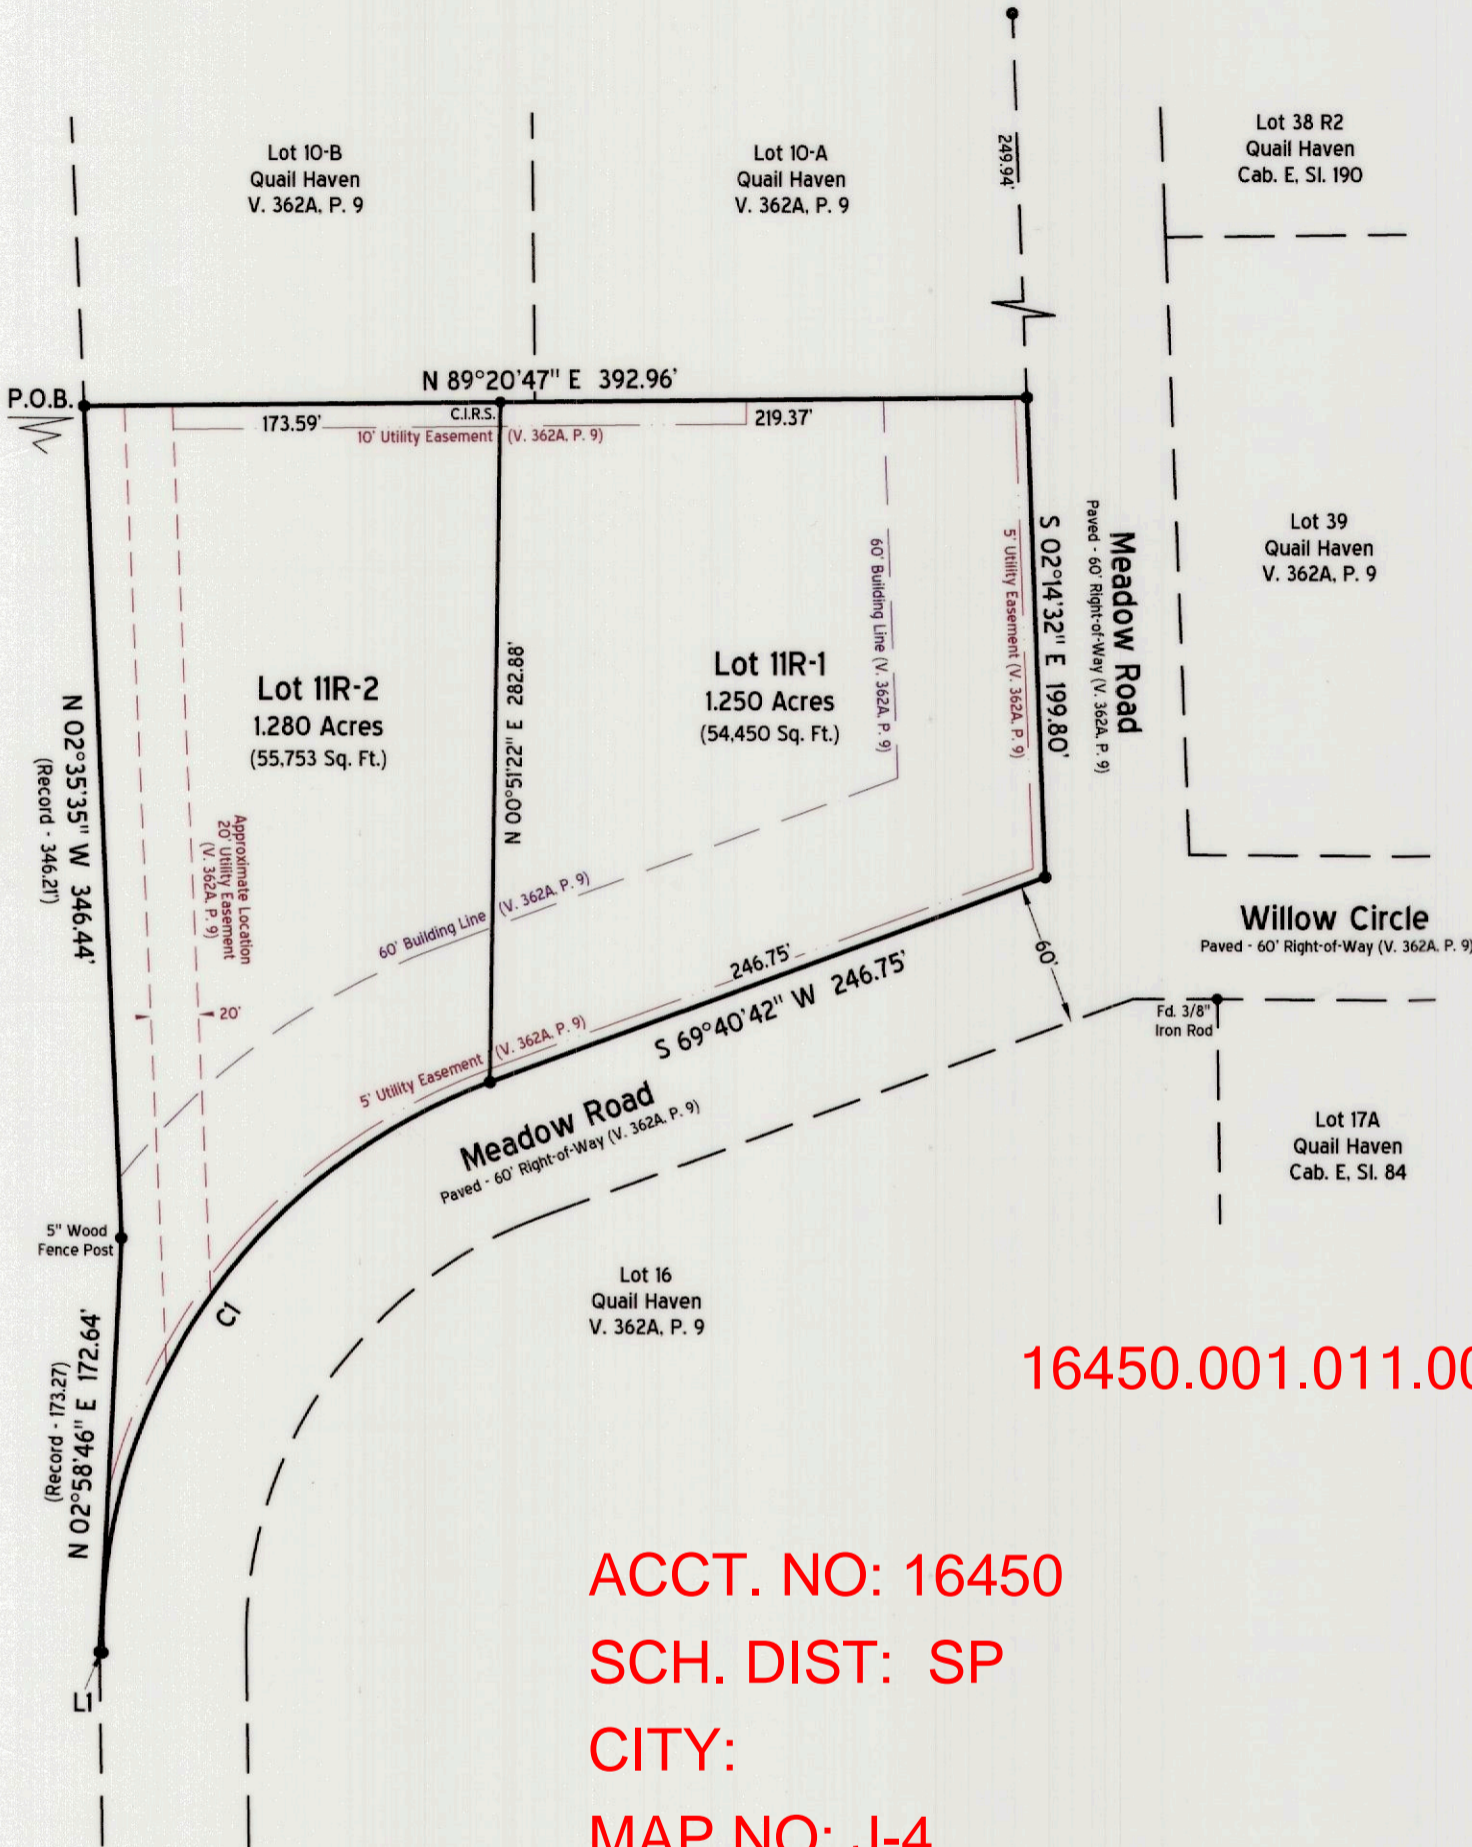 Lot 10-B
Quail Haven
V. 362A, P. 9
Lot 10-A
Quail Haven
V. 362A, P. 9
249.94'
Lot 38 R2
Quail Haven
Cab. E, Sl. 190
P.O.B.
N 89°20'47" E 392.96'
173.59'
C.I.R.S.
219.37'
10' Utility Easement (V. 362A, P. 9)
Lot 39
Quail Haven
V. 362A, P. 9
60' Building Line (V. 362A, P. 9)
5' Utility Easement (V. 362A, P. 9)
S 02°14'32" E 199.80'
Meadow Road
Paved - 60' Right-of-Way (V. 362A, P. 9)
Lot 11R-2
1.280 Acres
(55,753 Sq. Ft.)
N 00°51'22" E 282.88'
Lot 11R-1
1.250 Acres
(54,450 Sq. Ft.)
N 02°35'35" W 346.44'
(Record - 346.21')
Approximate Location
20' Utility Easement
(V. 362A, P. 9)
20'
60' Building Line (V. 362A, P. 9)
246.75'
S 69°40'42" W 246.75'
60'
Willow Circle
Paved - 60' Right-of-Way (V. 362A, P. 9)
Fd. 3/8"
Iron Rod
5' Utility Easement (V. 362A, P. 9)
Meadow Road
Paved - 60' Right-of-Way (V. 362A, P. 9)
Lot 17A
Quail Haven
Cab. E, Sl. 84
5" Wood
Fence Post
C1
Lot 16
Quail Haven
V. 362A, P. 9
(Record - 173.27)
N 02°58'46" E 172.64'
16450.001.011.00
L1
ACCT. NO: 16450
SCH. DIST: SP
CITY:
MAP NO: J-4